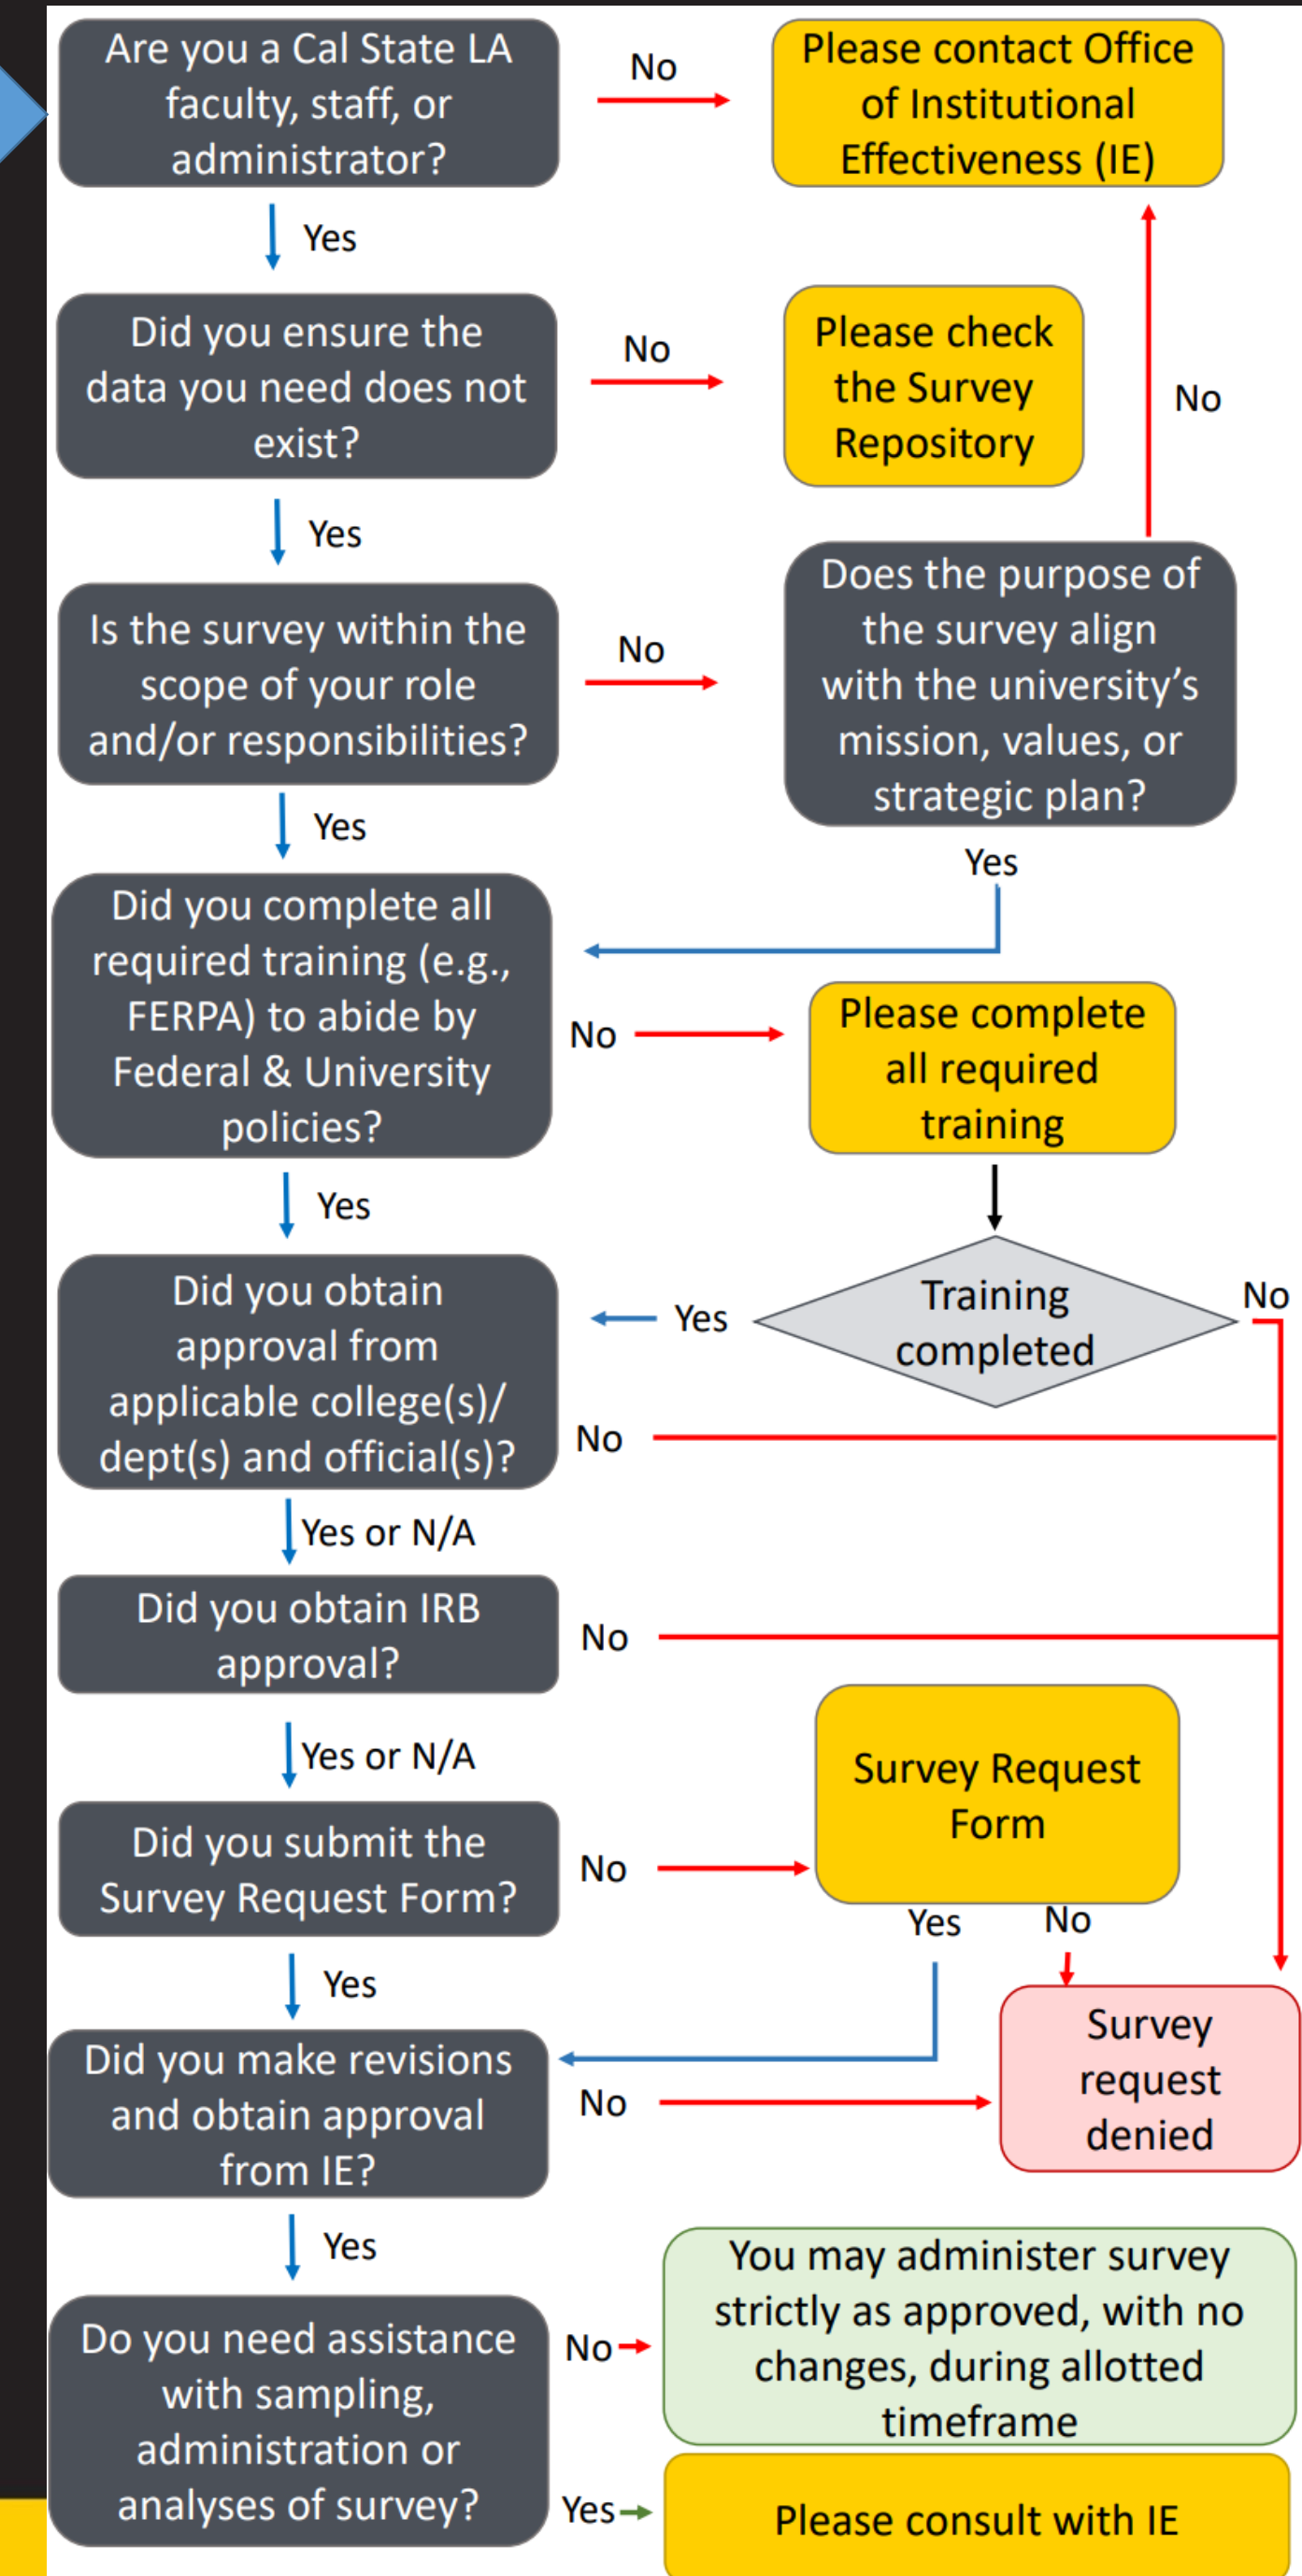 Are you a Cal State LA
faculty, staff, or
administrator?
No
Please contact Office
of Institutional
Effectiveness (IE)
Yes
Did you ensure the
data you need does not
exist?
No
Please check
the Survey
Repository
No
Yes
Is the survey within the
scope of your role
and/or responsibilities?
No
Does the purpose of
the survey align
with the university’s
mission, values, or
strategic plan?
Yes
Yes
Did you complete all
required training (e.g.,
FERPA) to abide by
Federal & University
policies?
No
Please complete
all required
training
Yes
Training
completed
No
Yes
Did you obtain
approval from
applicable college(s)/
dept(s) and official(s)?
No
Yes or N/A
Did you obtain IRB
approval?
No
Yes or N/A
Survey Request
Form
Did you submit the
Survey Request Form?
No
Yes
No
Yes
Did you make revisions
and obtain approval
from IE?
No
Survey
request
denied
Yes
Do you need assistance
with sampling,
administration or
analyses of survey?
No
You may administer survey
strictly as approved, with no
changes, during allotted
timeframe
Yes
Please consult with IE